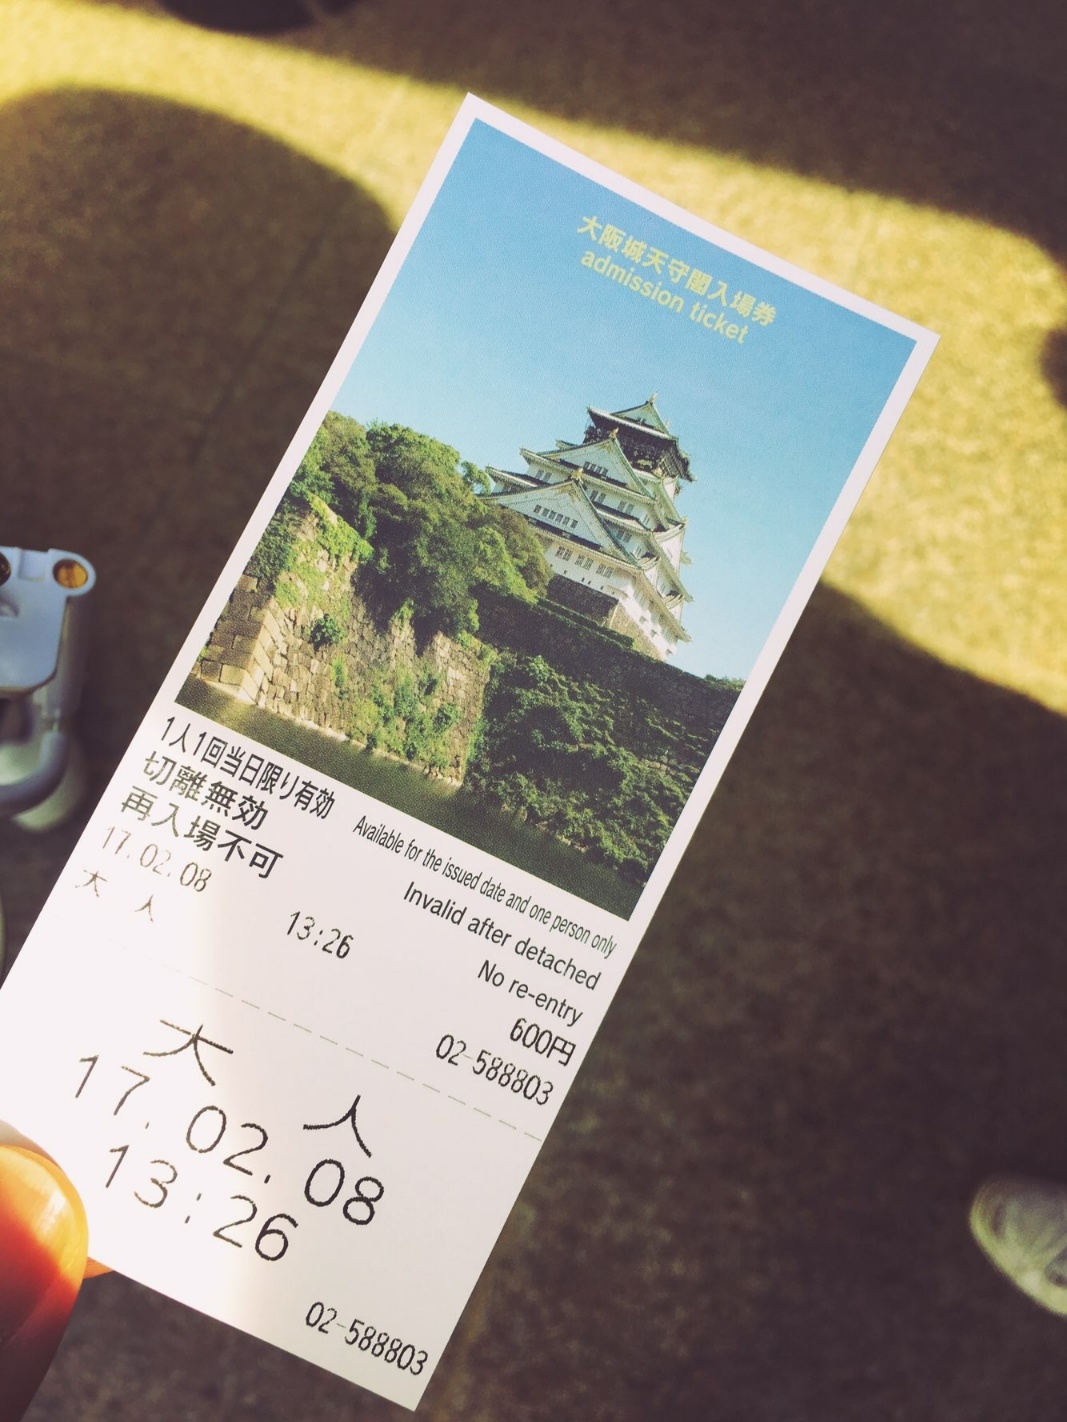 大阪城天守閣入場券
admission ticket
1人1回当日限り有効
Available for the issued date and one person only
切離無効
Invalid after detached
再入場不可
No re-entry
17.02.08
600円
大 人
13:26
02-588803
大 人
17.02.08
13:26
02-588803